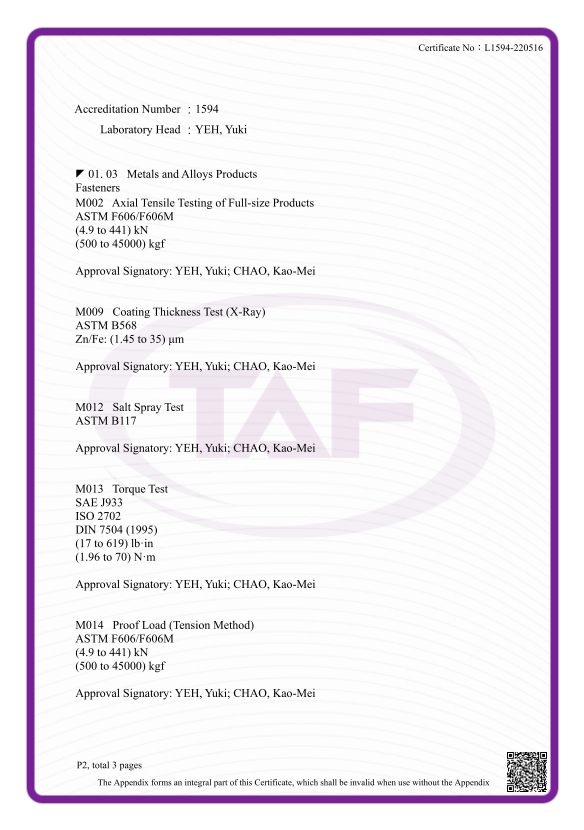 Certificate No：L1594-220516
Accreditation Number ：1594
Laboratory Head ：YEH, Yuki
◤ 01. 03 Metals and Alloys Products
Fasteners
M002 Axial Tensile Testing of Full-size Products
ASTM F606/F606M
(4.9 to 441) kN
(500 to 45000) kgf
Approval Signatory: YEH, Yuki; CHAO, Kao-Mei
M009 Coating Thickness Test (X-Ray)
ASTM B568
Zn/Fe: (1.45 to 35) μm
Approval Signatory: YEH, Yuki; CHAO, Kao-Mei
TAF
M012 Salt Spray Test
ASTM B117
Approval Signatory: YEH, Yuki; CHAO, Kao-Mei
M013 Torque Test
SAE J933
ISO 2702
DIN 7504 (1995)
(17 to 619) lb·in
(1.96 to 70) N·m
Approval Signatory: YEH, Yuki; CHAO, Kao-Mei
M014 Proof Load (Tension Method)
ASTM F606/F606M
(4.9 to 441) kN
(500 to 45000) kgf
Approval Signatory: YEH, Yuki; CHAO, Kao-Mei
P2, total 3 pages
The Appendix forms an integral part of this Certificate, which shall be invalid when use without the Appendix